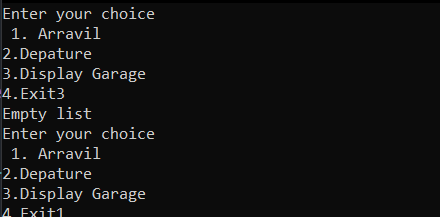 Enter your choice
 1. Arravil
2.Depature
3.Display Garage
4.Exit3
Empty list
Enter your choice
 1. Arravil
2.Depature
3.Display Garage
4.Exit1